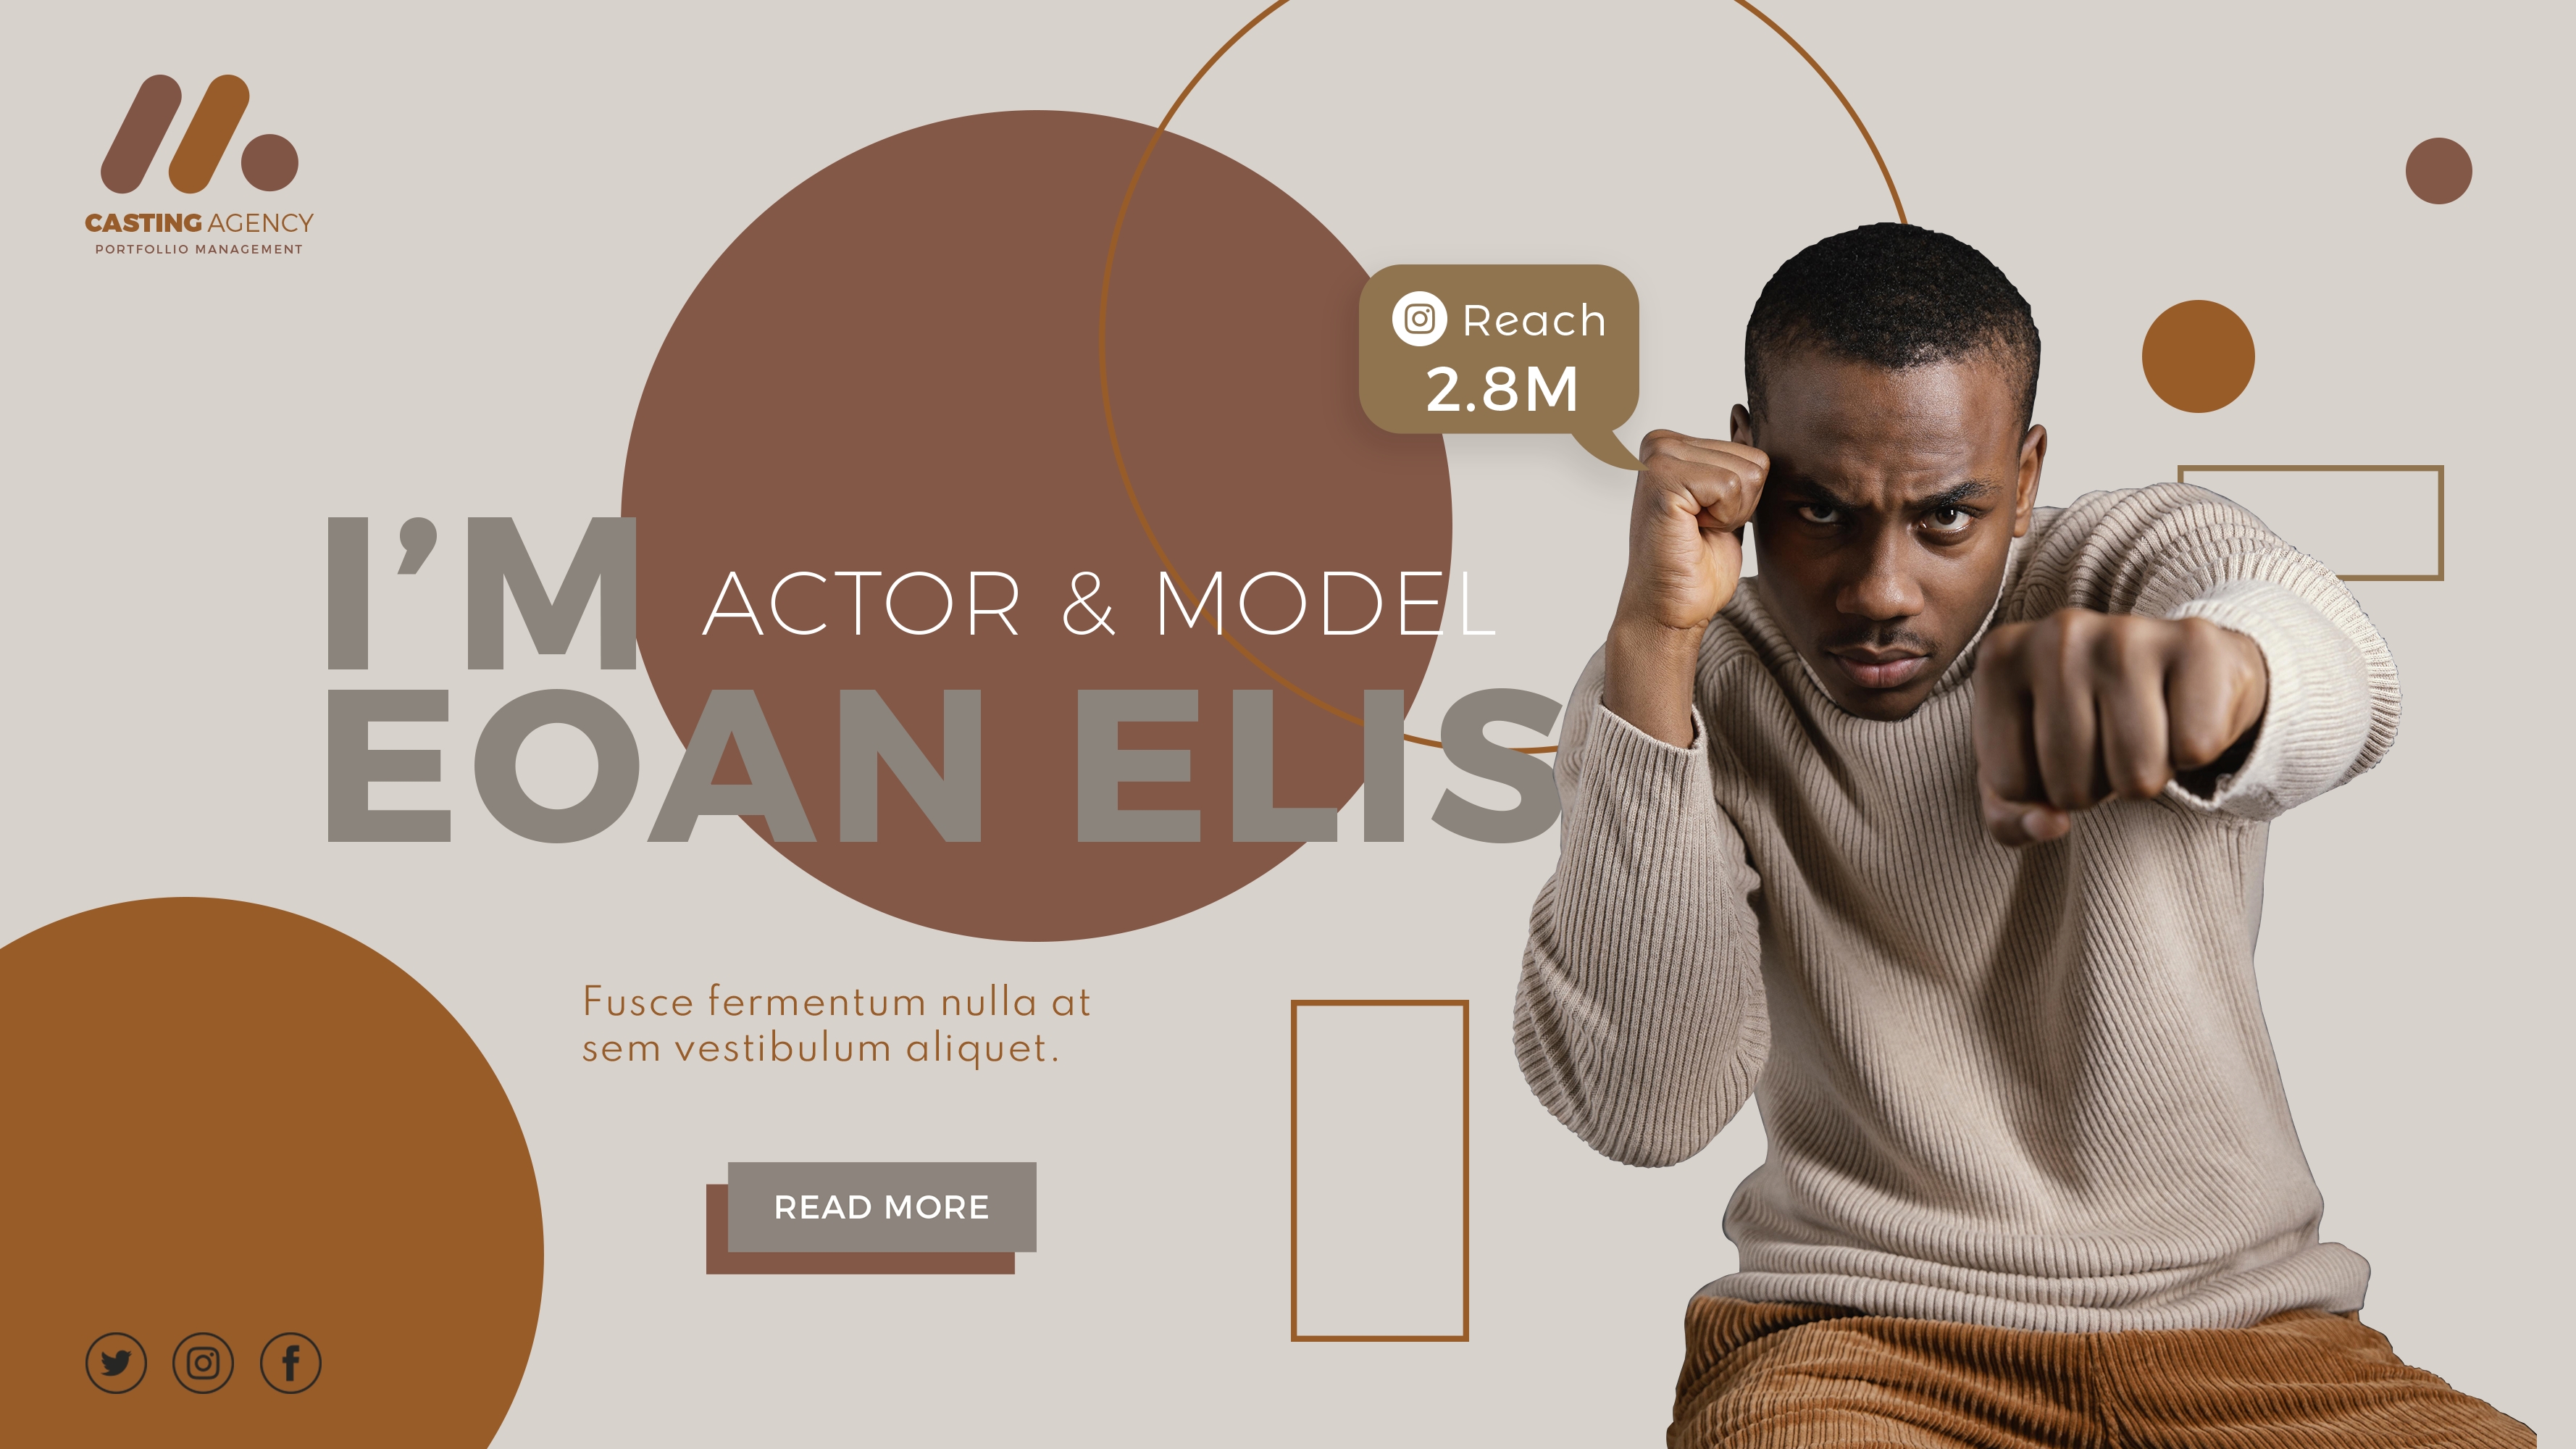 CASTING AGENCY
PORTFOLLIO MANAGEMENT
Reach
2.8M
I'M
ACTOR & MODEL
EOAN ELIS
Fusce fermentum nulla at
sem vestibulum aliquet.
READ MORE